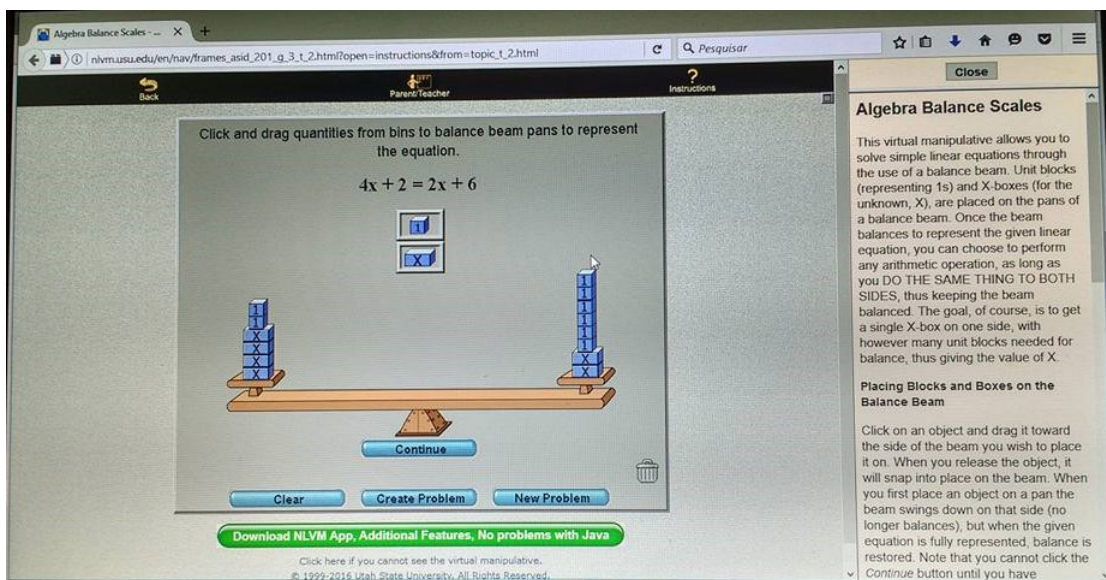 Algebra Balance Scales - ...
nlvm.usu.edu/en/nav/frames_asid_201_g_3_t_2.html?open=instructions&from=topic_t_2.html
Pesquisar
Back
Parent/Teacher
Instructions
Click and drag quantities from bins to balance beam pans to represent
the equation.
4x + 2 = 2x + 6
1
X
1
1
X
X
X
X
1
1
1
1
1
1
X
X
Continue
Clear
Create Problem
New Problem
Download NLVM App, Additional Features, No problems with Java
Click here if you cannot see the virtual manipulative.
© 1999-2016 Utah State University. All Rights Reserved.
Close
Algebra Balance Scales
This virtual manipulative allows you to
solve simple linear equations through
the use of a balance beam. Unit blocks
(representing 1s) and X-boxes (for the
unknown, X), are placed on the pans of
a balance beam. Once the beam
balances to represent the given linear
equation, you can choose to perform
any arithmetic operation, as long as
you DO THE SAME THING TO BOTH
SIDES, thus keeping the beam
balanced. The goal, of course, is to get
a single X-box on one side, with
however many unit blocks needed for
balance, thus giving the value of X.
Placing Blocks and Boxes on the
Balance Beam
Click on an object and drag it toward
the side of the beam you wish to place
it on. When you release the object, it
will snap into place on the beam. When
you first place an object on a pan the
beam swings down on that side (no
longer balances), but when the given
equation is fully represented, balance is
restored. Note that you cannot click the
Continue button until you have